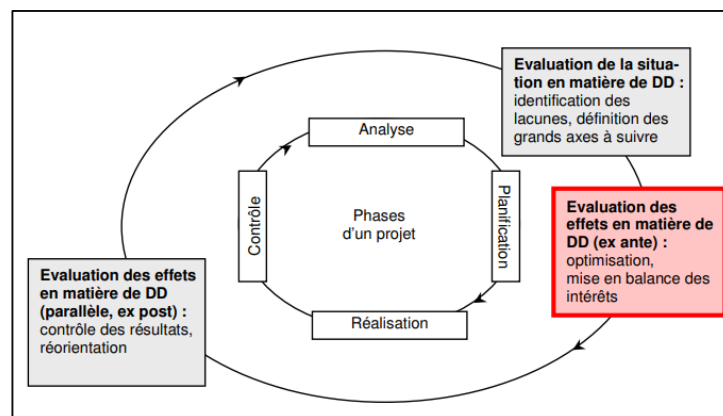 Evaluation de la situa-
tion en matière de DD :
identification des
lacunes, définition des
grands axes à suivre
Analyse
Contrôle
Phases
d'un projet
Planification
Evaluation des
effets en matière de
DD (ex ante) :
optimisation,
mise en balance des
intérêts
Evaluation des effets
en matière de DD
(parallèle, ex post) :
contrôle des résultats,
réorientation
Réalisation